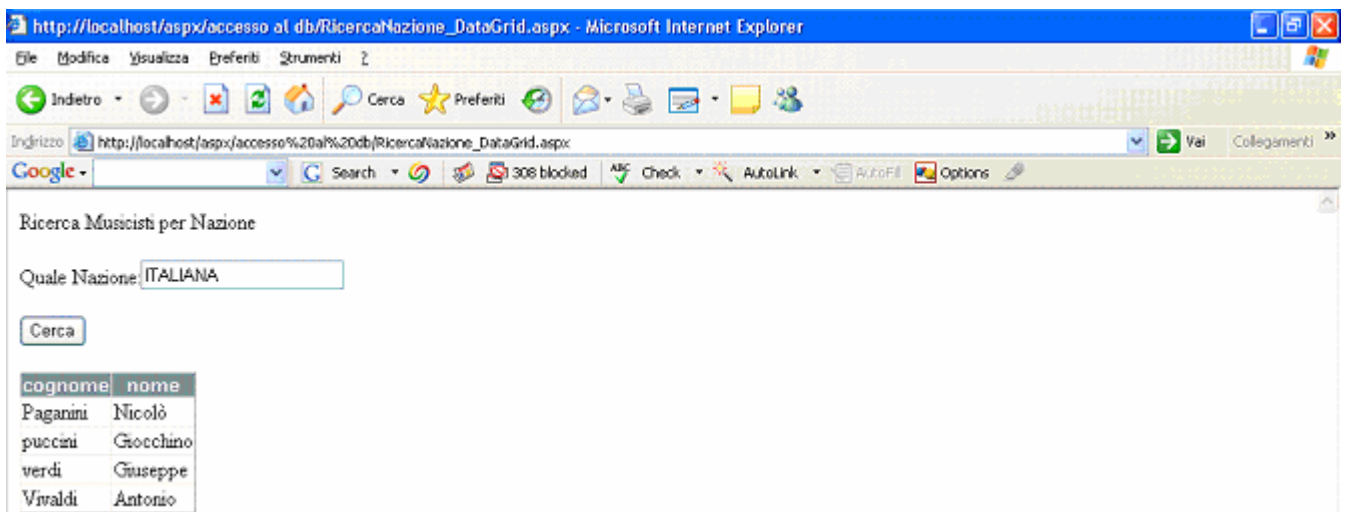 http://localhost/aspx/accesso al db/RicercaNazione_DataGrid.aspx - Microsoft Internet Explorer
File Modifica Visualizza Preferiti Strumenti ?
Indietro Cerca Preferiti
Indirizzo http://localhost/aspx/accesso%20al%20db/RicercaNazione_DataGrid.aspx Vai Collegamenti »
Google G Search 308 blocked ABC Check AutoLink AutoFill Options
Ricerca Musicisti per Nazione
Quale Nazione: ITALIANA
Cerca
cognome nome
Paganini Nicolò
puccini Giocchino
verdi Giuseppe
Vivaldi Antonio